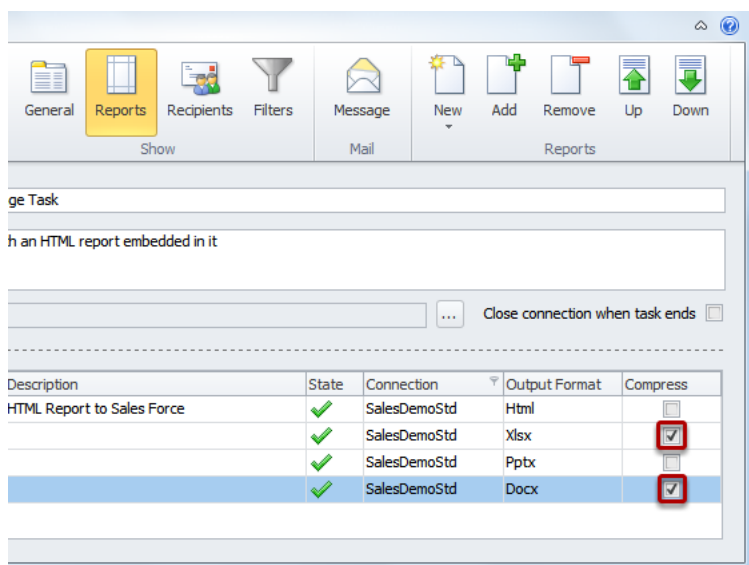 General Reports Recipients Filters Message New Add Remove Up Down
Show Mail Reports
ge Task
h an HTML report embedded in it
... Close connection when task ends
Description State Connection Output Format Compress
HTML Report to Sales Force SalesDemoStd Html
SalesDemoStd Xlsx
SalesDemoStd Pptx
SalesDemoStd Docx